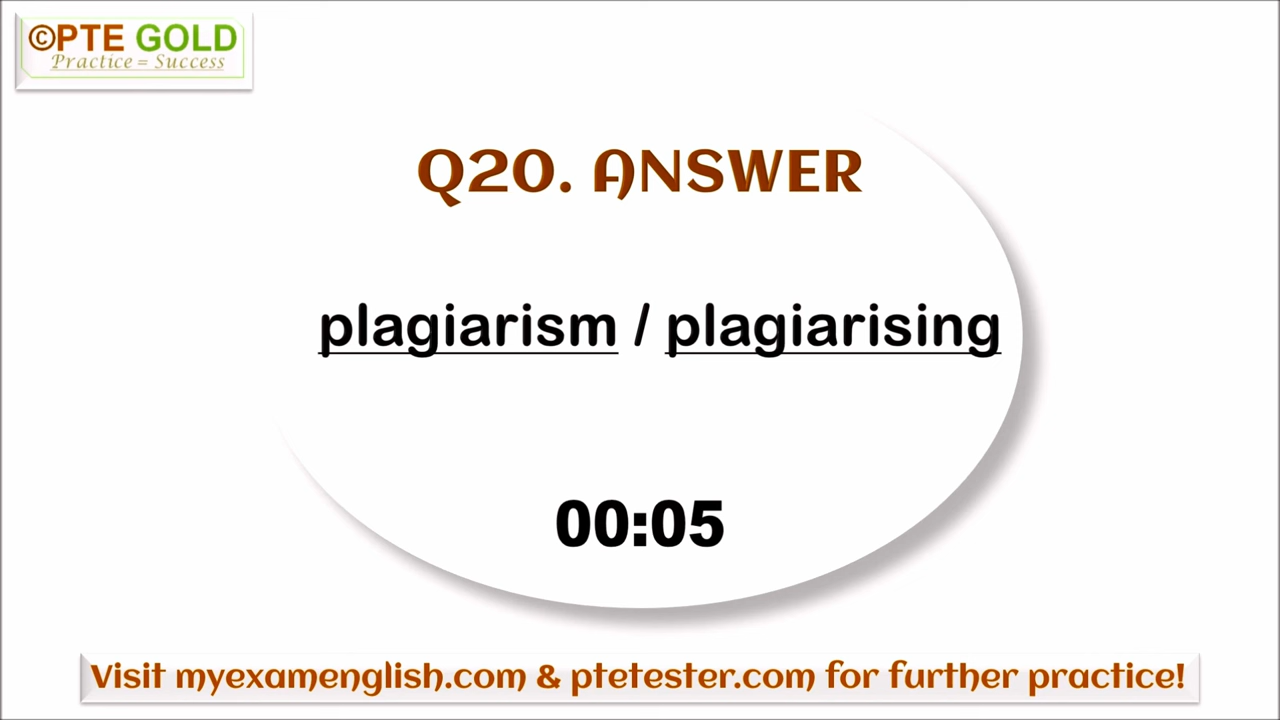 ©PTE GOLD
Practice = Success
Q20. ANSWER
plagiarism / plagiarising
00:05
Visit myexamenglish.com & ptetester.com for further practice!